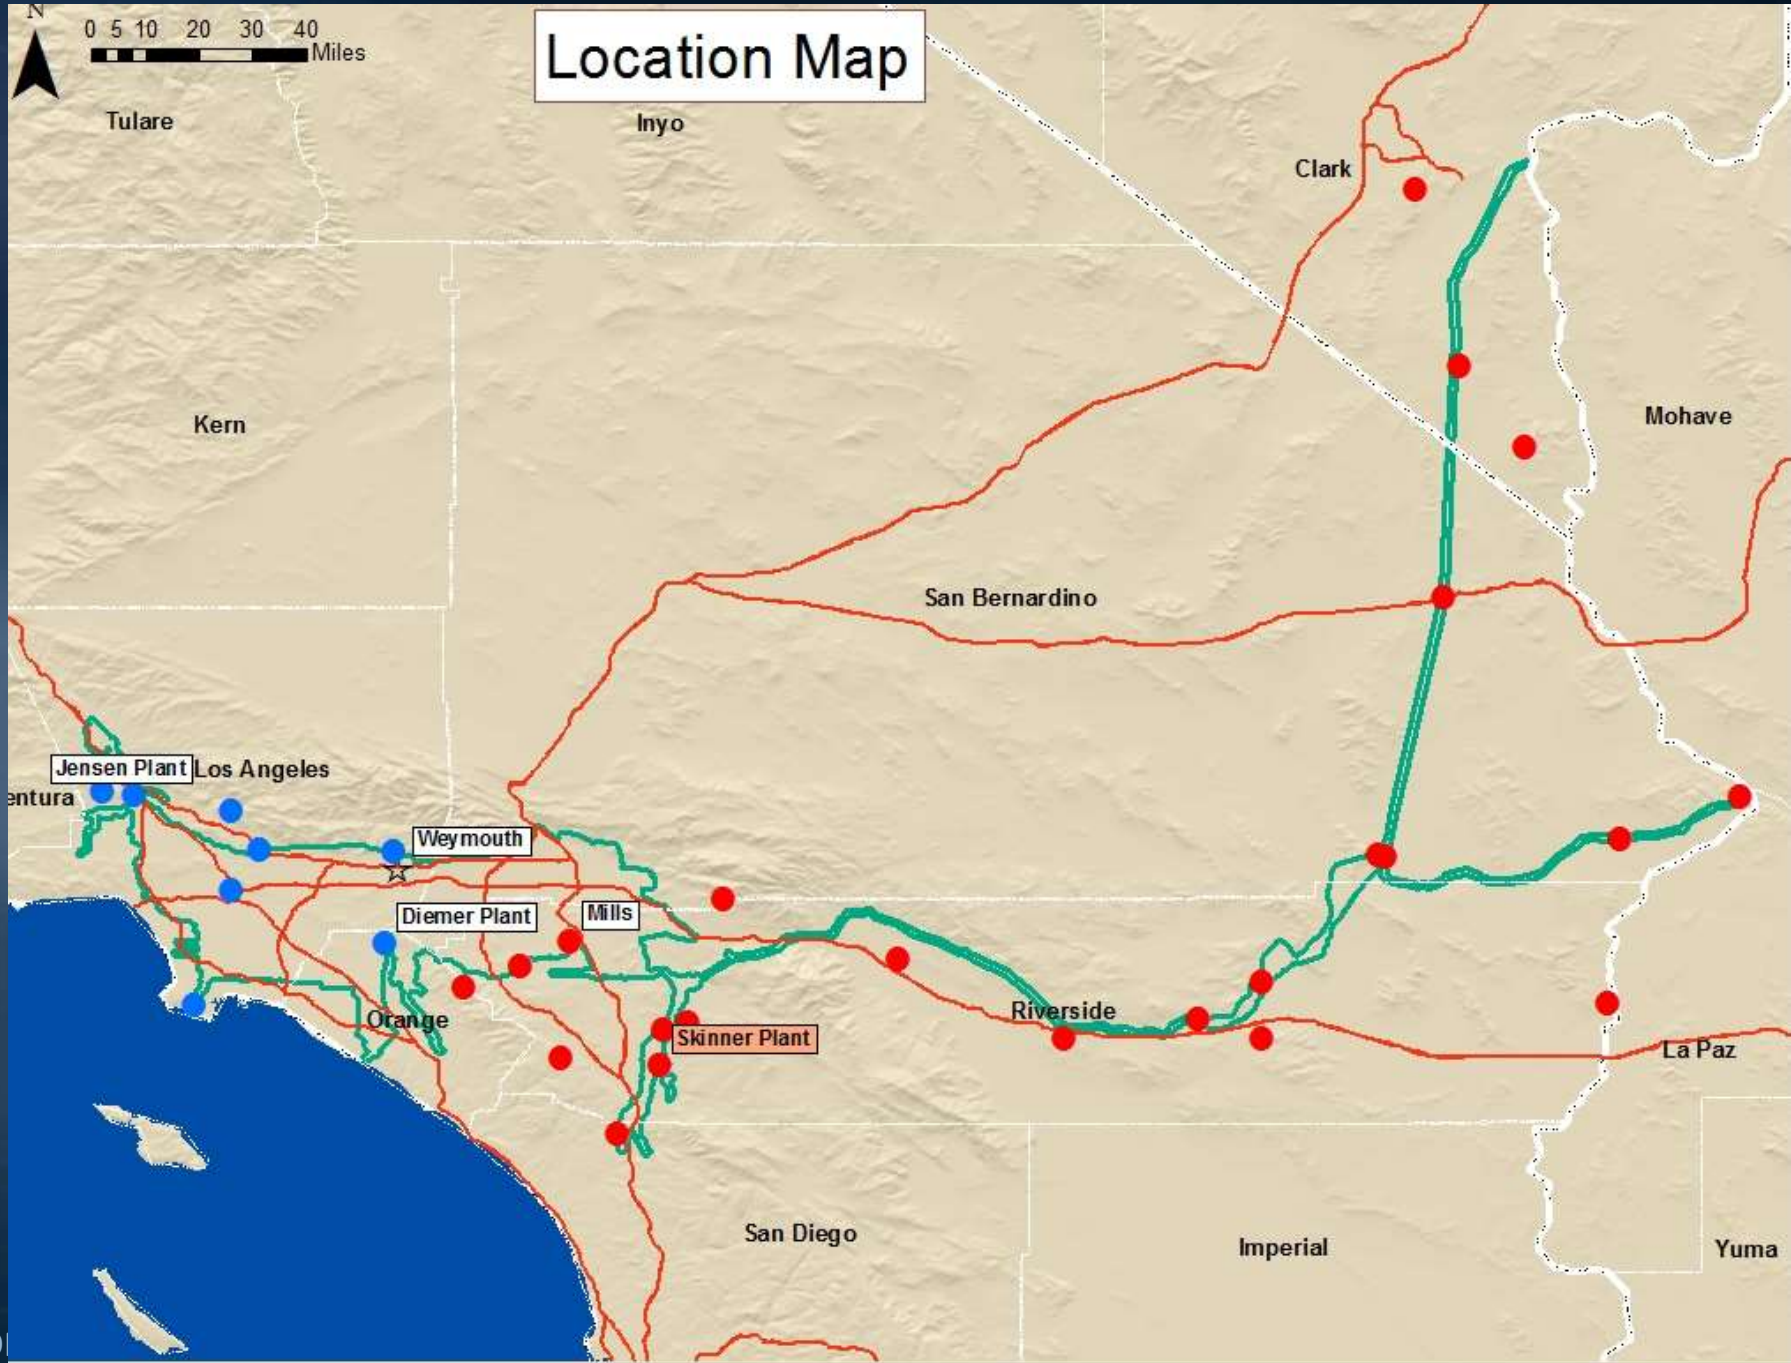 N
0 5 10 20 30 40
Miles
Location Map
Tulare
Inyo
Clark
Kern
Mohave
San Bernardino
Jensen Plant
Los Angeles
entura
Weymouth
Diemer Plant
Mills
Orange
Riverside
Skinner Plant
La Paz
San Diego
Imperial
Yuma